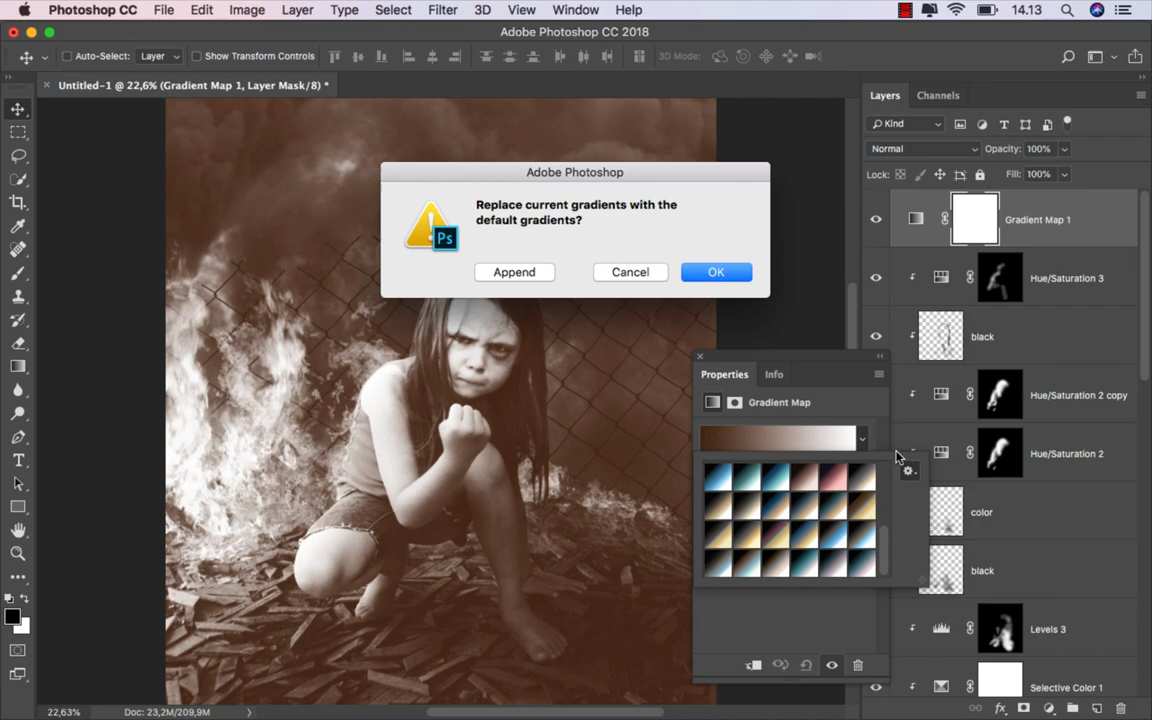 Photoshop CC File Edit Image Layer Type Select Filter 3D View Window Help 14.13
Adobe Photoshop CC 2018
Auto-Select: Layer Show Transform Controls 3D Mode:
Untitled-1 @ 22,6% (Gradient Map 1, Layer Mask/8) *
Layers Channels
Kind
Normal Opacity: 100%
Lock: Fill: 100%
Adobe Photoshop
Replace current gradients with the
default gradients?
Ps
Append Cancel OK
Gradient Map 1
Hue/Saturation 3
black
Hue/Saturation 2 copy
Hue/Saturation 2
color
black
Levels 3
Selective Color 1
Properties Info
Gradient Map
22,63% Doc: 23,2M/209,9M